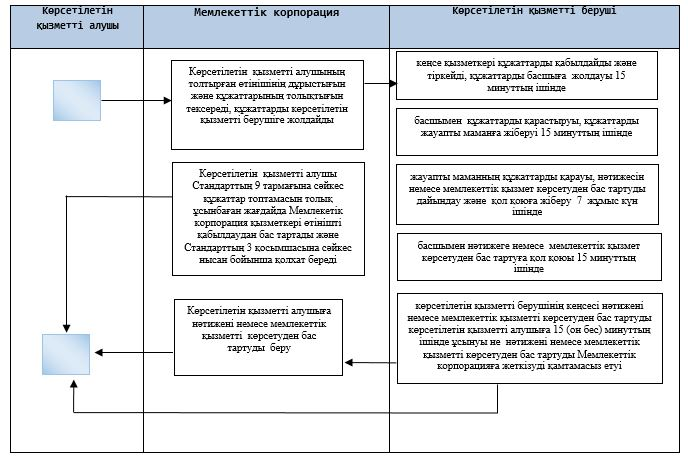 Көрсетілетін
қызметті алушы
Мемлекеттік корпорация
Көрсетілетін қызметті беруші
Көрсетілетін қызметті алушының
толтырған өтінішінің дұрыстығын
және құжаттарының толықтығын
тексереді, құжаттарды көрсетілетін
қызметті берушіге жолдайды
Көрсетілетін қызметті алушы
Стандарттың 9 тармағына сәйкес
құжаттар топтамасын толық
ұсынбаған жағдайда Мемлекетік
корпорация қызметкері өтінішті
қабылдаудан бас тартады және
Стандарттың 3 қосымшасына сәйкес
нысан бойынша қолхат береді
Көрсетілетін қызметті алушыға
нәтижені немесе мемлекеттік
қызметті көрсетуден бас
тартуды беру
кеңсе қызметкері құжаттарды қабылдайды және
тіркейді, құжаттарды басшыға жолдауы 15
минуттың ішінде
басшымен құжаттарды қарастыруы, құжаттарды
жауапты маманға жіберуі 15 минуттың ішінде
жауапты маманның құжаттарды қарауы, нәтижесін
немесе мемлекеттік қызмет көрсетуден бас тартуды
дайындау және қол қоюға жіберу 7 жұмыс күн
ішінде
басшымен нәтижеге немесе мемлекеттік қызмет
көрсетуден бас тартуға қол қоюы 15 минуттың
ішінде
көрсетілетін қызметті берушінің кеңсесі нәтижені
немесе мемлекеттік қызметті көрсетуден бас тартуды
көрсетілетін қызметті алушыға 15 (он бес) минуттың
ішінде ұсынуы не нәтижені немесе мемлекеттік
қызметті көрсетуден бас тартуды Мемлекеттік
корпорацияға жеткізуді қамтамасыз етуі